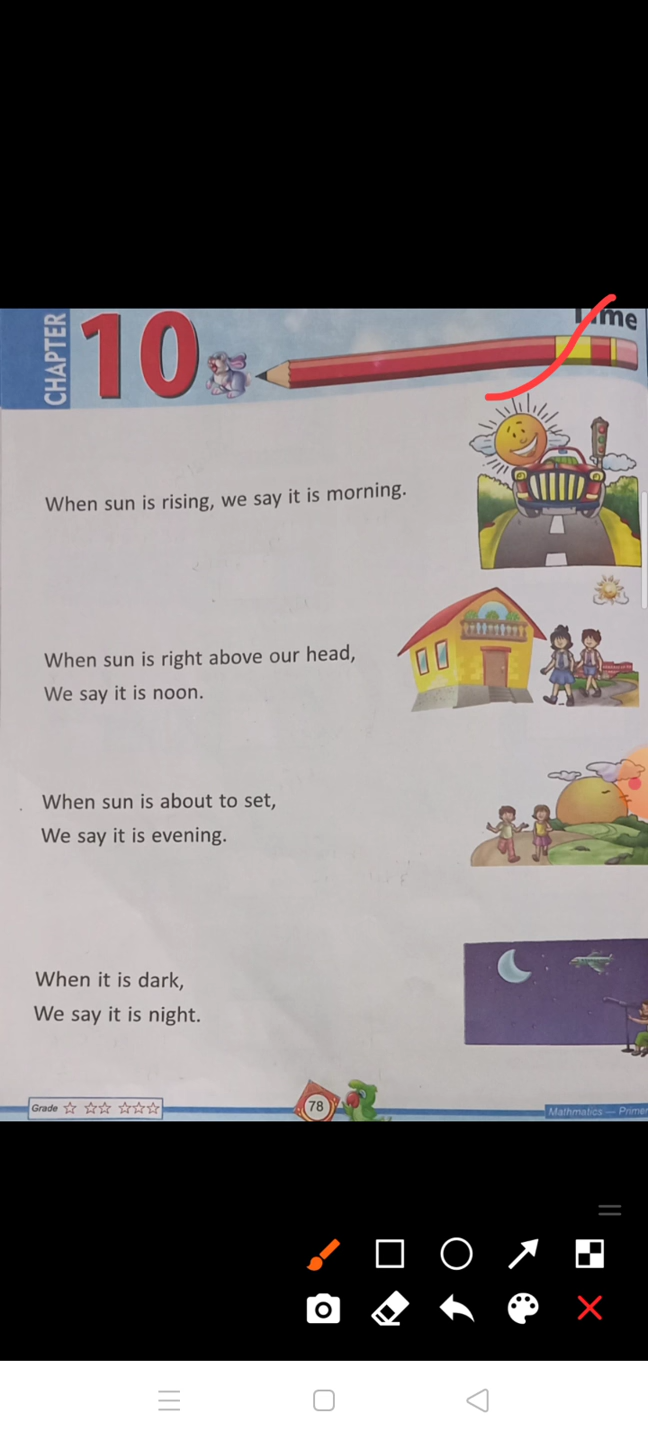 CHAPTER
10
Time
When sun is rising, we say it is morning.
When sun is right above our head,
We say it is noon.
When sun is about to set,
We say it is evening.
When it is dark,
We say it is night.
Grade
78
Mathmatics — Primer